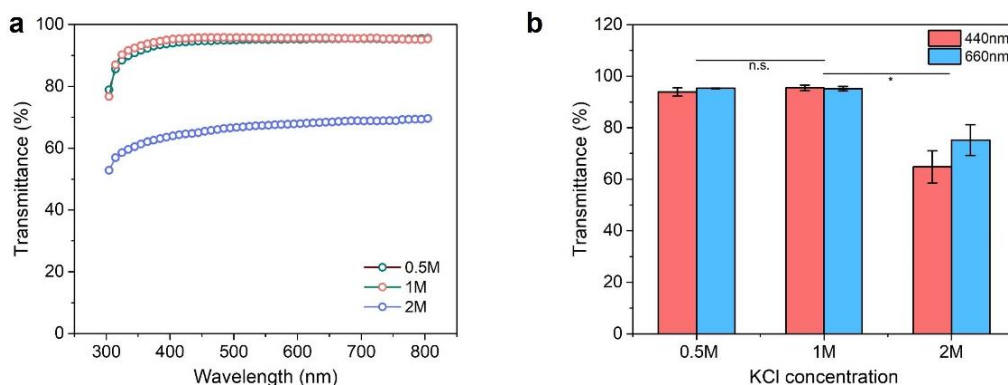 a
100
80
60
40
20
0
Transmittance (%)
300 400 500 600 700 800
Wavelength (nm)
0.5M
1M
2M
b
120
100
80
60
40
20
0
Transmittance (%)
440nm
660nm
n.s.
*
0.5M 1M 2M
KCl concentration